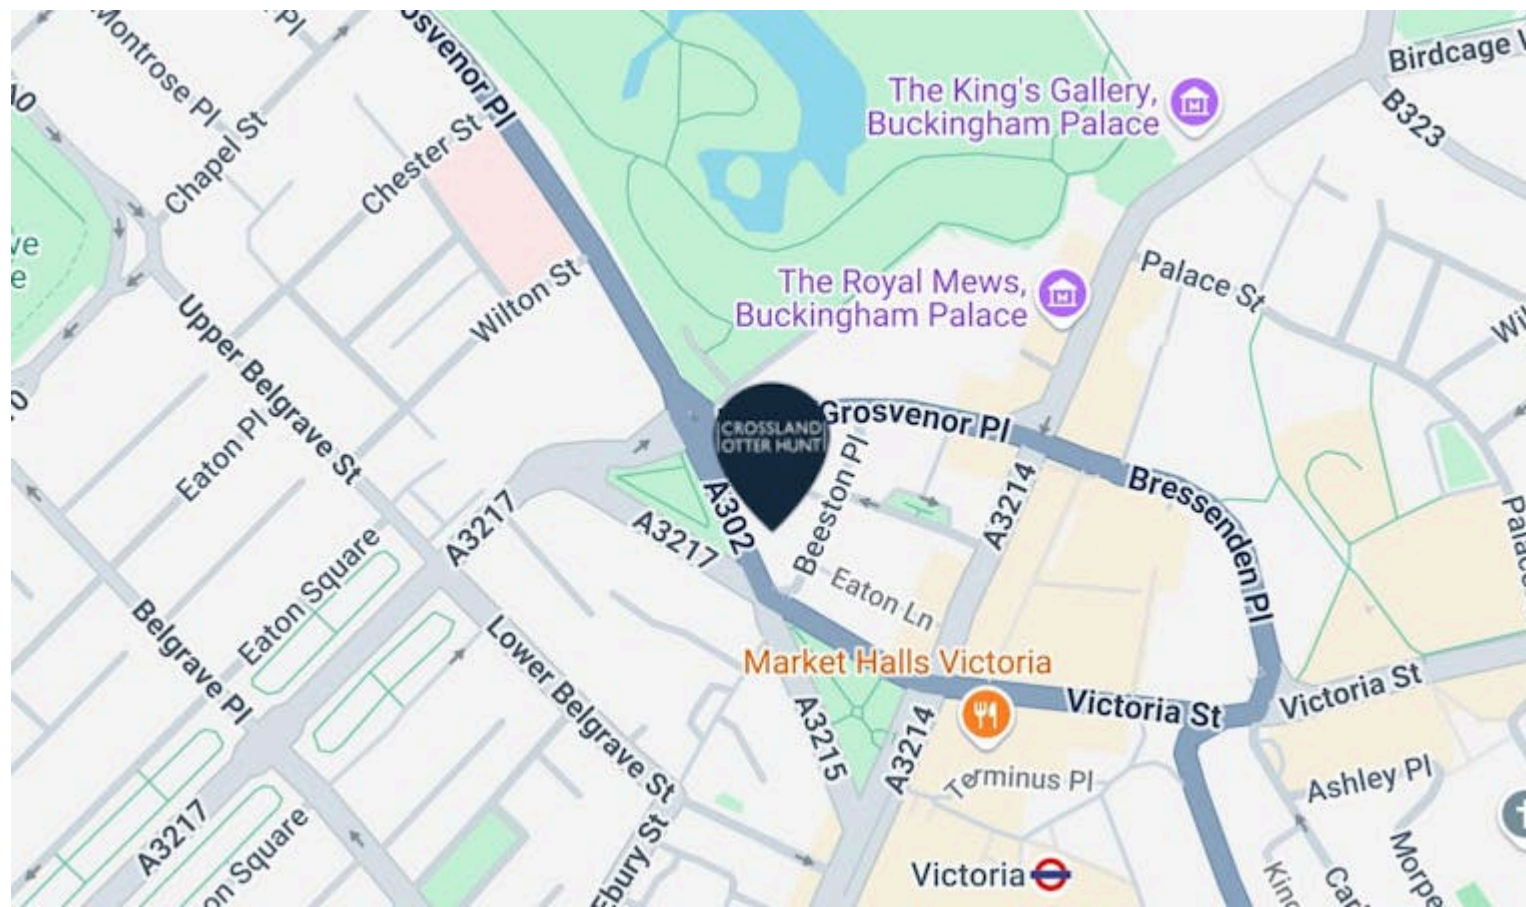 Grosvenor Pl
Montrose Pl
Chapel St
Chester St
The King's Gallery,
Buckingham Palace
Birdcage
B323
Wilton St
The Royal Mews,
Buckingham Palace
Palace St
Upper Belgrave St
Eaton Pl
CROSSLAND
OTTER HUNT
Grosvenor Pl
Beeston Pl
A3214
Bressenden Pl
A302
A3217
A3217
Eaton Square
Eaton Ln
Belgrave Pl
Lower Belgrave St
Market Halls Victoria
Victoria St
Victoria St
A3215
A3214
Terminus Pl
Ashley Pl
A3217
Ebury St
Victoria